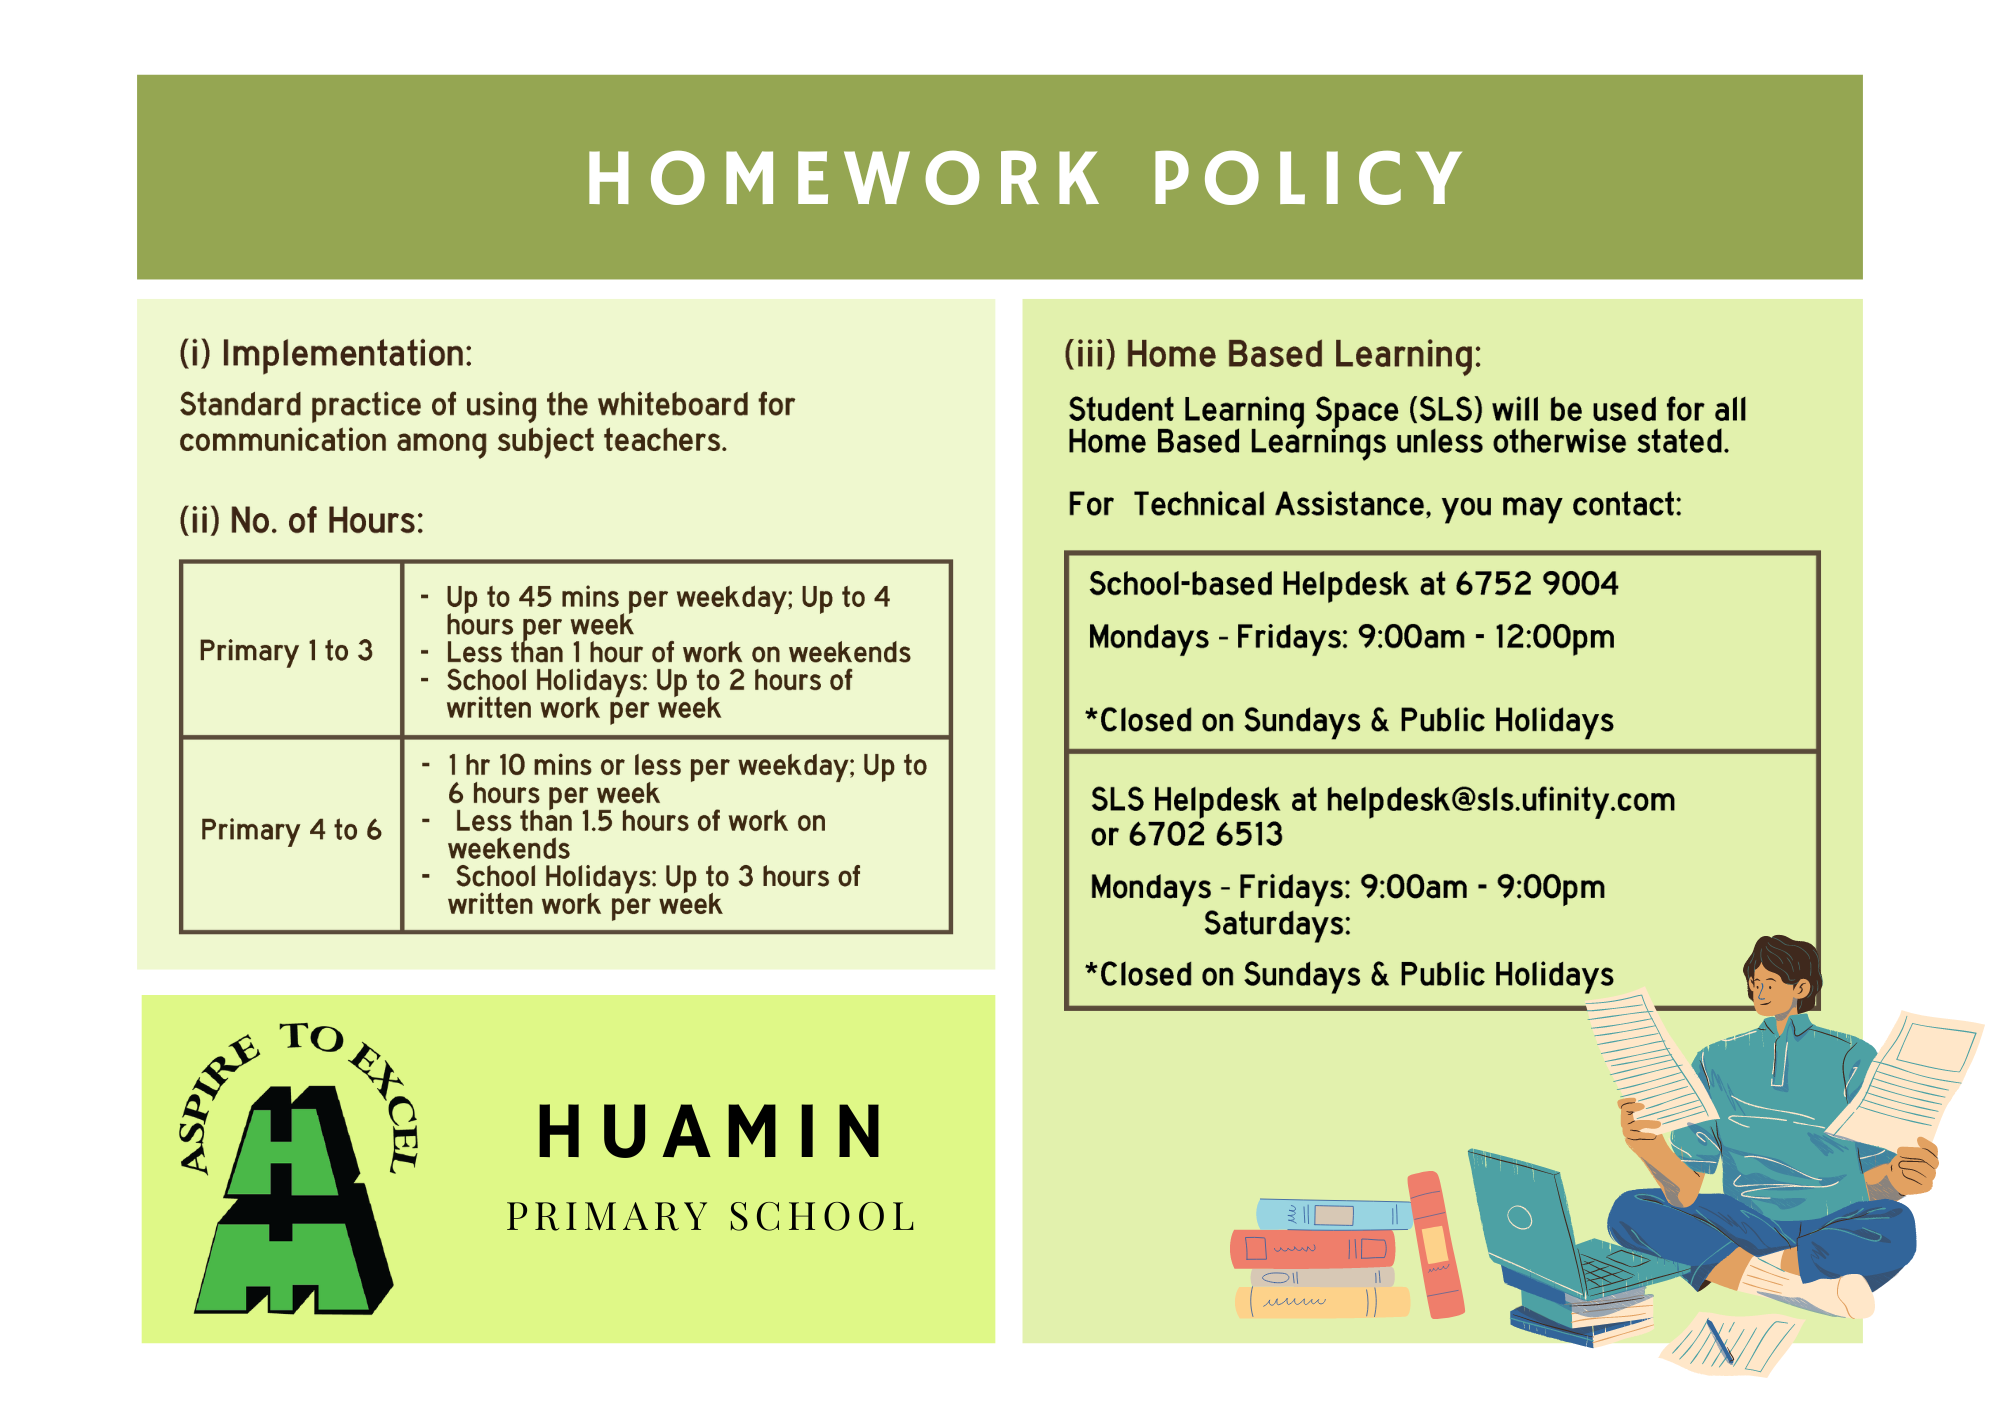 HOMEWORK POLICY
(i) Implementation:
Standard practice of using the whiteboard for
communication among subject teachers.
(ii) No. of Hours:
Primary 1 to 3
- Up to 45 mins per weekday; Up to 4
hours per week
- Less than 1 hour of work on weekends
- School Holidays: Up to 2 hours of
written work per week
Primary 4 to 6
- 1 hr 10 mins or less per weekday; Up to
6 hours per week
- Less than 1.5 hours of work on
weekends
- School Holidays: Up to 3 hours of
written work per week
(iii) Home Based Learning:
Student Learning Space (SLS) will be used for all
Home Based Learnings unless otherwise stated.
For Technical Assistance, you may contact:
School-based Helpdesk at 6752 9004
Mondays - Fridays: 9:00am - 12:00pm
*Closed on Sundays & Public Holidays
SLS Helpdesk at helpdesk@sls.ufinity.com
or 6702 6513
Mondays - Fridays: 9:00am - 9:00pm
Saturdays:
*Closed on Sundays & Public Holidays
ASPIRE TO EXCEL
HUAMIN
PRIMARY SCHOOL